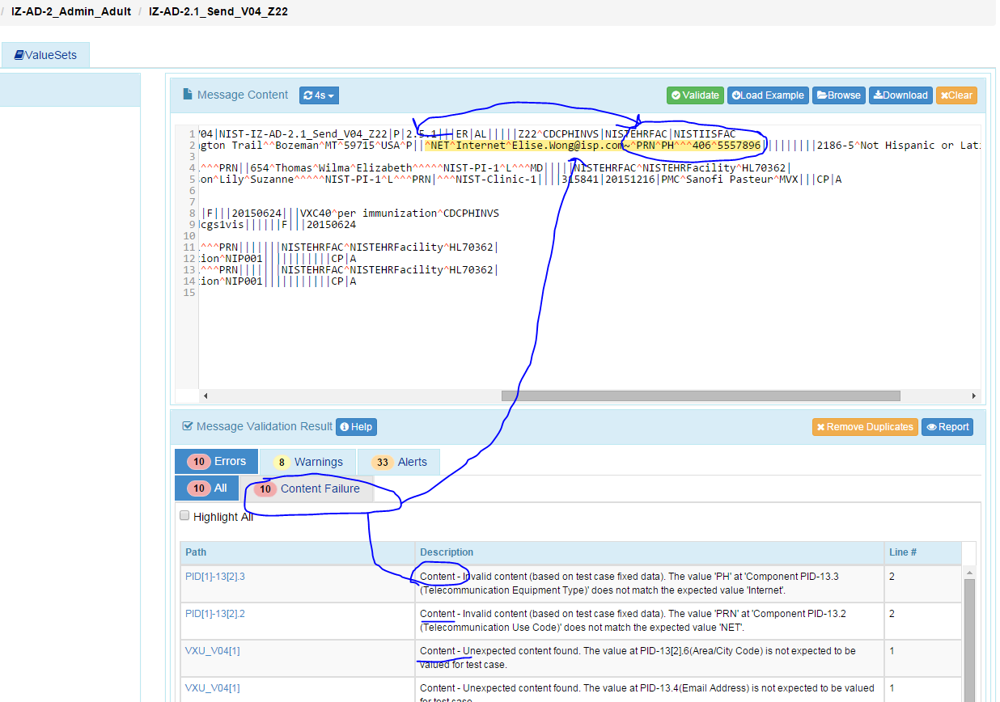 / IZ-AD-2_Admin_Adult / IZ-AD-2.1_Send_V04_Z22
ValueSets
Message Content 4s Validate Load Example Browse Download Clear
1 04|NIST-IZ-AD-2.1_Send_V04_Z22|P|2.5.1|||ER|AL|||||Z22^CDCPHINVS|NISTEHRFAC|NISTIISFAC
2 gton Trail^^Bozeman^MT^59715^USA^P||^NET^Internet^Elise.Wong@isp.com~^PRN^PH^^^406^5557896|||||||||2186-5^Not Hispanic or Lat
3
4 ^^^PRN||654^Thomas^Wilma^Elizabeth^^^^^NIST-PI-1^L^^^MD|||||NISTEHRFAC^NISTEHRFacility^HL70362|
5 on^Lily^Suzanne^^^^^NIST-PI-1^L^^^PRN|^^^NIST-Clinic-1||||315841|20151216|PMC^Sanofi Pasteur^MVX|||CP|A
6
7
8 |F|||20150624|||VXC40^per immunization^CDCPHINVS
9 cgs1vis||||||F|||20150624
10
11 ^^^PRN|||||||NISTEHRFAC^NISTEHRFacility^HL70362|
12 ion^NIP001|||||||||||CP|A
13 ^^^PRN|||||||NISTEHRFAC^NISTEHRFacility^HL70362|
14 ion^NIP001|||||||||||CP|A
15
Message Validation Result Help Remove Duplicates Report
10 Errors 8 Warnings 33 Alerts
10 All 10 Content Failure
Highlight All
Path Description Line #
PID[1]-13[2].3 Content - Invalid content (based on test case fixed data). The value 'PH' at 'Component PID-13.3 2
(Telecommunication Equipment Type)' does not match the expected value 'Internet'.
PID[1]-13[2].2 Content - Invalid content (based on test case fixed data). The value 'PRN' at 'Component PID-13.2 2
(Telecommunication Use Code)' does not match the expected value 'NET'.
VXU_V04[1] Content - Unexpected content found. The value at PID-13[2].6(Area/City Code) is not expected to be 1
valued for test case.
VXU_V04[1] Content - Unexpected content found. The value at PID-13.4(Email Address) is not expected to be valued 1
for test case.